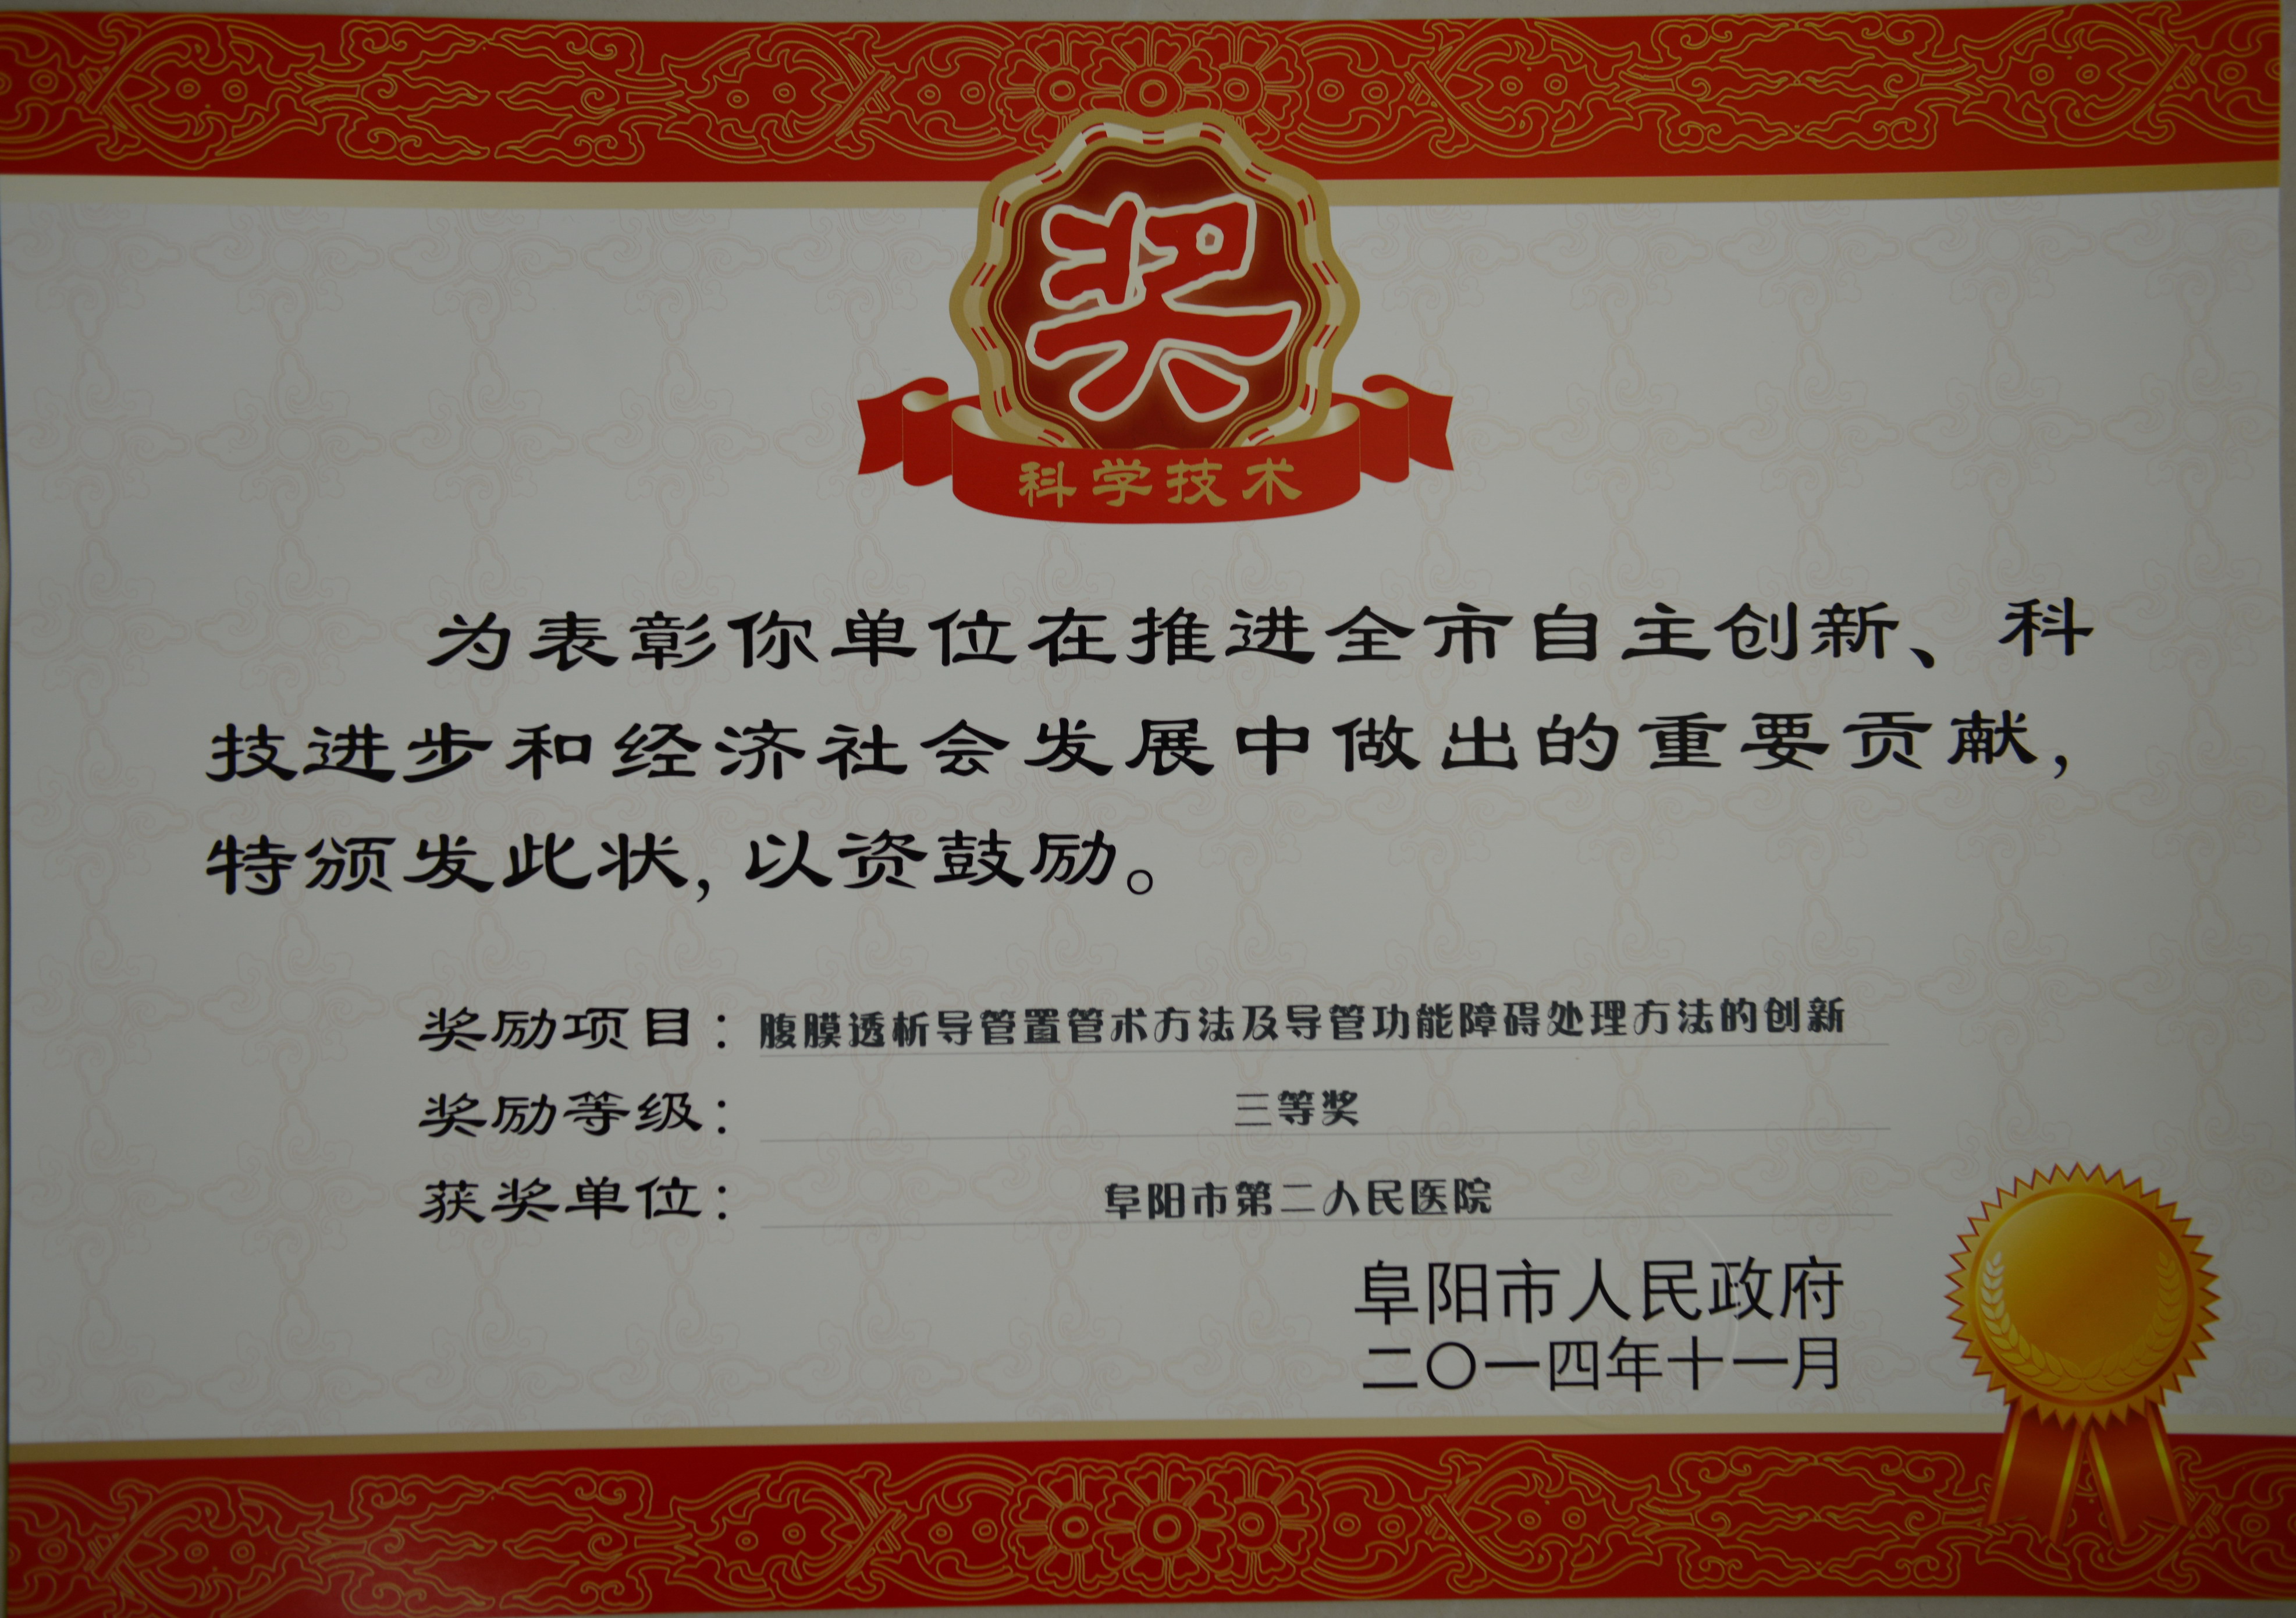 奖
科学技术
为表彰你单位在推进全市自主创新、科
技进步和经济社会发展中做出的重要贡献,
特颁发此状,以资鼓励。
奖励项目：腹膜透析导管置管术方法及导管功能障碍处理方法的创新
奖励等级：三等奖
获奖单位：阜阳市第二人民医院
阜阳市人民政府
二〇一四年十一月